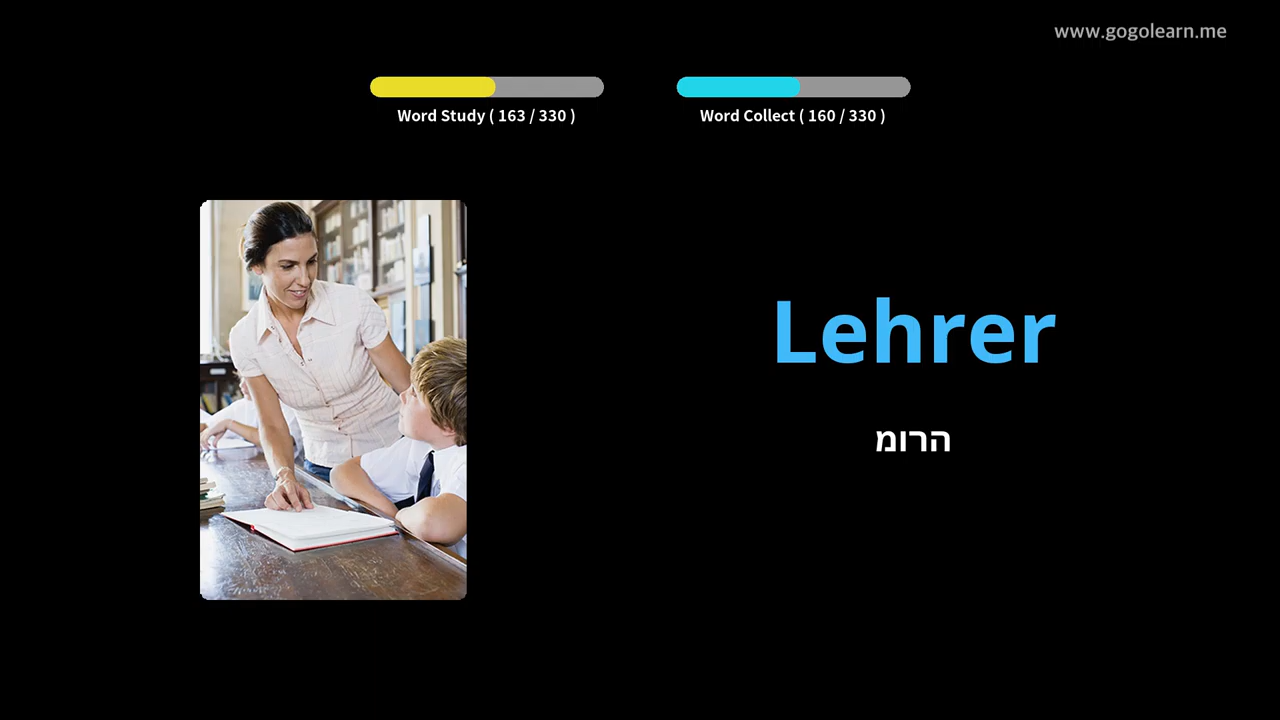 www.gogolearn.me
Word Study ( 163 / 330 )
Word Collect ( 160 / 330 )
Lehrer
הרומ